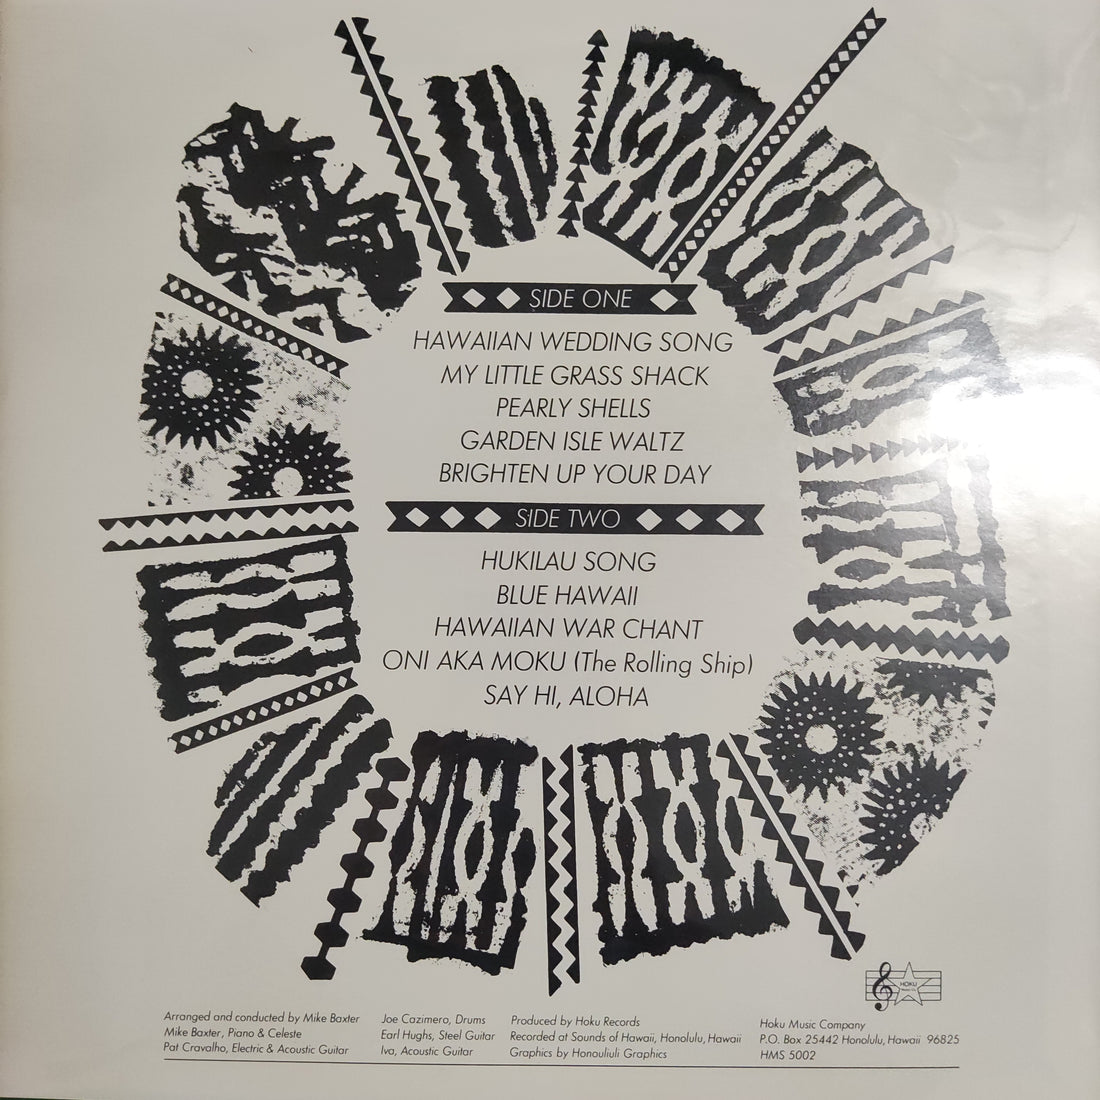 SIDE ONE
HAWAIIAN WEDDING SONG
MY LITTLE GRASS SHACK
PEARLY SHELLS
GARDEN ISLE WALTZ
BRIGHTEN UP YOUR DAY
SIDE TWO
HUKILAU SONG
BLUE HAWAII
HAWAIIAN WAR CHANT
ONI AKA MOKU (The Rolling Ship)
SAY HI, ALOHA
HOKU
Arranged and conducted by Mike Baxter
Mike Baxter, Piano & Celeste
Pat Cravalho, Electric & Acoustic Guitar
Joe Cazimero, Drums
Earl Hughs, Steel Guitar
Iva, Acoustic Guitar
Produced by Hoku Records
Recorded at Sounds of Hawaii, Honolulu, Hawaii
Graphics by Honouliuli Graphics
Hoku Music Company
P.O. Box 25442 Honolulu, Hawaii 96825
HMS 5002